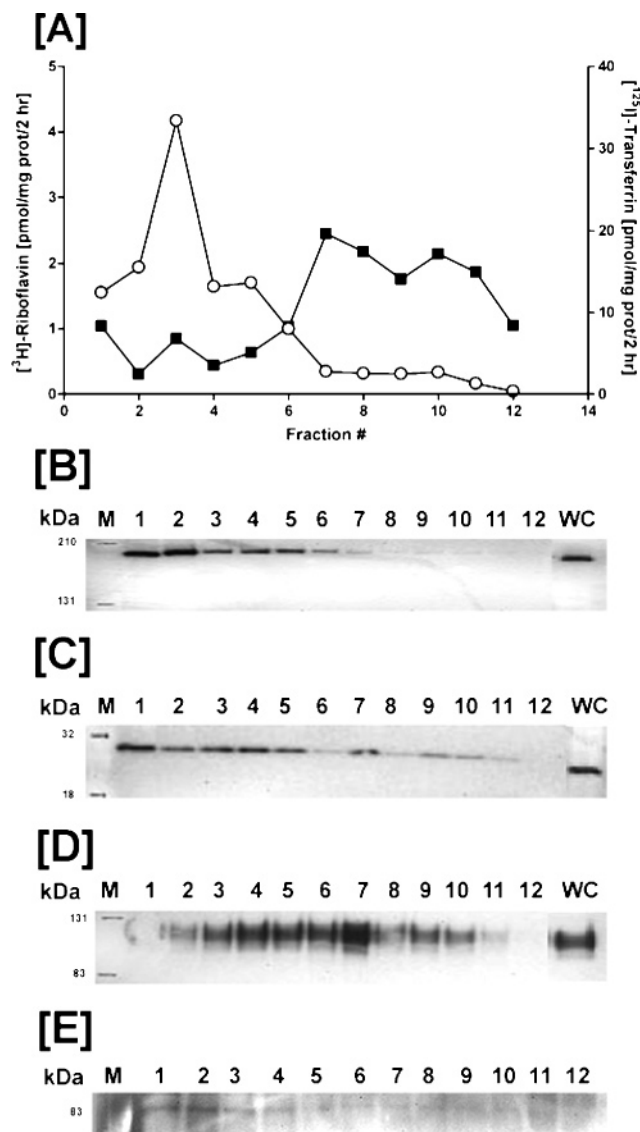 [A]
[³H]-Riboflavin [pmol/mg prot/2 hr]
5
4
3
2
1
0
[¹²⁵I]-Transferrin [pmol/mg prot/2 hr]
40
30
20
10
0
0 2 4 6 8 10 12 14
Fraction #
[B]
kDa M 1 2 3 4 5 6 7 8 9 10 11 12 WC
210
131
[C]
kDa M 1 2 3 4 5 6 7 8 9 10 11 12 WC
32
18
[D]
kDa M 1 2 3 4 5 6 7 8 9 10 11 12 WC
131
83
[E]
kDa M 1 2 3 4 5 6 7 8 9 10 11 12
83